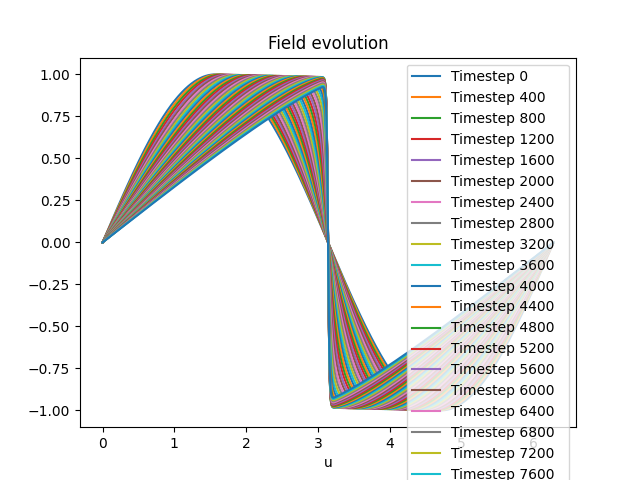 Field evolution
1.00
0.75
0.50
0.25
0.00
−0.25
−0.50
−0.75
−1.00
0 1 2 3 4 5 6
u
Timestep 0
Timestep 400
Timestep 800
Timestep 1200
Timestep 1600
Timestep 2000
Timestep 2400
Timestep 2800
Timestep 3200
Timestep 3600
Timestep 4000
Timestep 4400
Timestep 4800
Timestep 5200
Timestep 5600
Timestep 6000
Timestep 6400
Timestep 6800
Timestep 7200
Timestep 7600